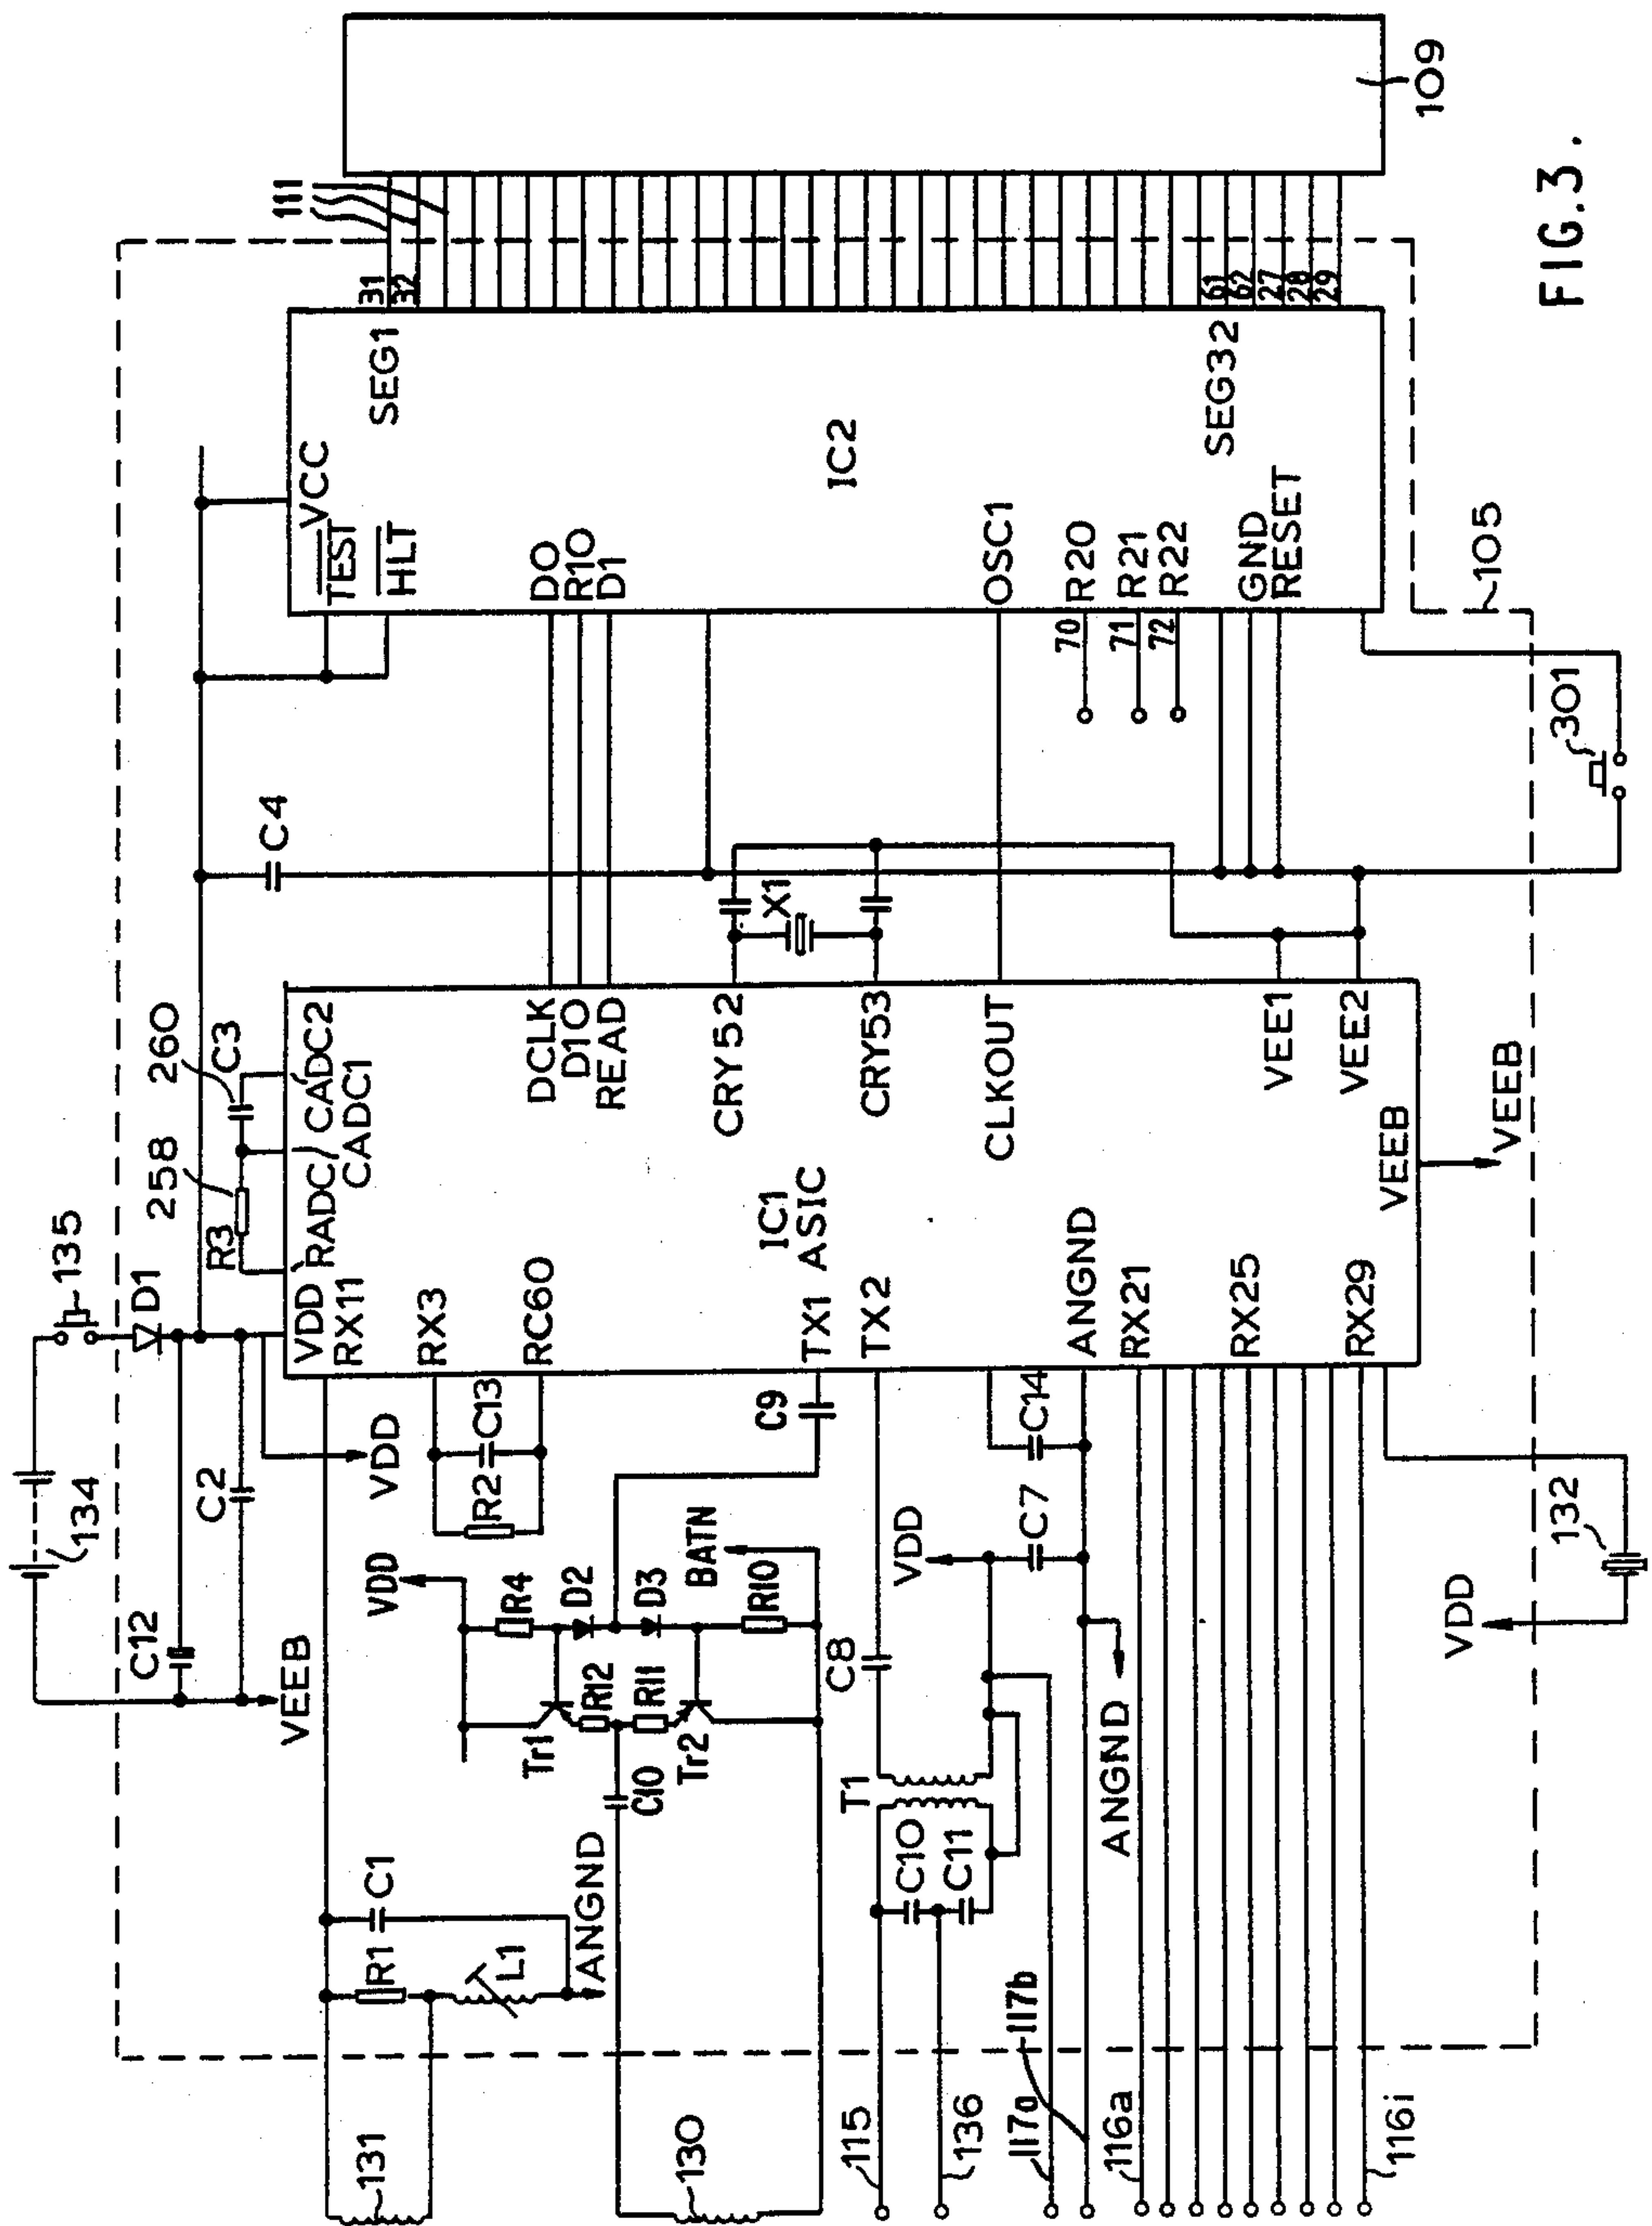 134
135
D1
C12
C2
VEEB
VDD
R3
258
260
C3
C4
111
109
VDD
RADC
CADC1
CADC2
RX11
RX3
RC60
TX1
TX2
ANGND
RX21
RX25
RX29
IC1
ASIC
DCLK
D10
READ
CRY52
CRY53
CLKOUT
VEE1
VEE2
VEEB
VEEB
X1
VCC
TEST
HLT
DO
R10
D1
OSC1
R20
R21
R22
70
71
72
GND
RESET
IC2
SEG1
SEG32
31
32
61
62
27
28
29
131
R1
C1
L1
ANGND
130
C10
Tr1
Tr2
R12
R11
VDD
R4
D2
D3
R10
BATN
R2
C13
C9
T1
C10
C11
C8
VDD
C7
C14
ANGND
115
136
117a
117b
116a
116i
VDD
132
301
105
FIG.3.